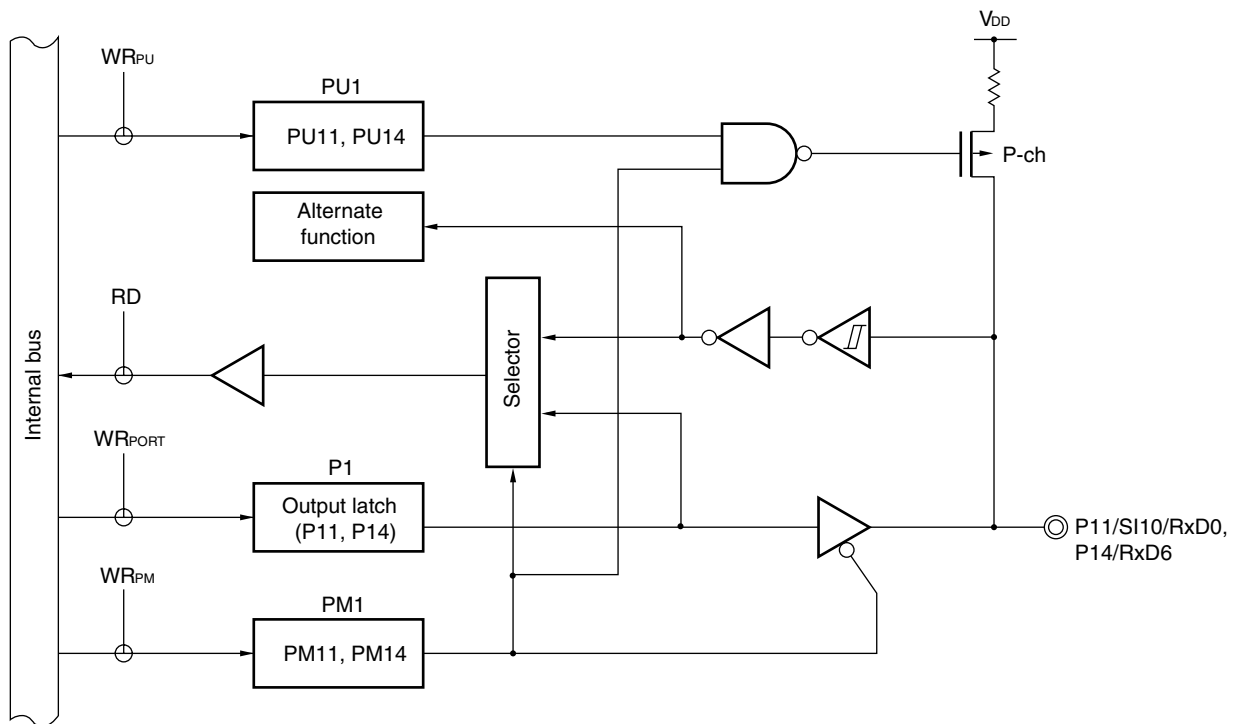 VDD
WRPU
PU1
PU11, PU14
P-ch
Alternate
function
RD
Selector
Internal bus
WRPORT
P1
Output latch
(P11, P14)
P11/SI10/RxD0,
P14/RxD6
WRPM
PM1
PM11, PM14